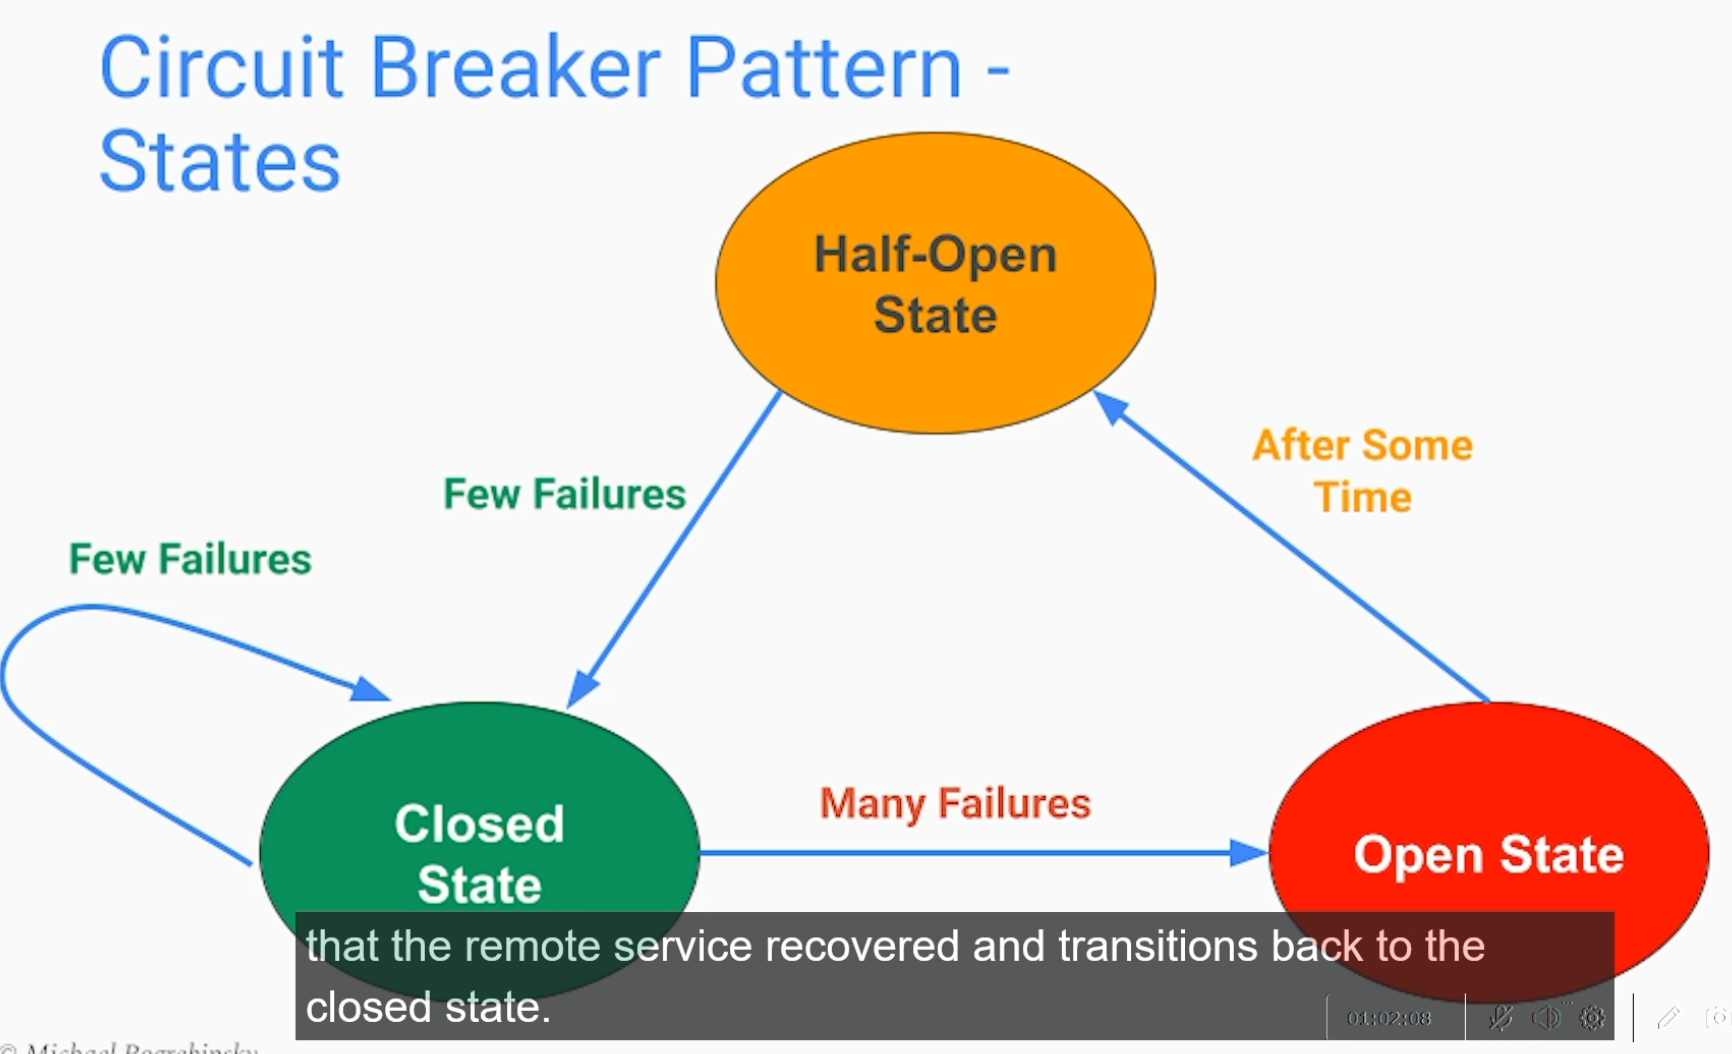 Circuit Breaker Pattern -
States
Half-Open
State
After Some
Time
Few Failures
Few Failures
Many Failures
Closed
State
Open State
that the remote service recovered and transitions back to the
closed state.
01:02:08
© Michael Pogrebinsky